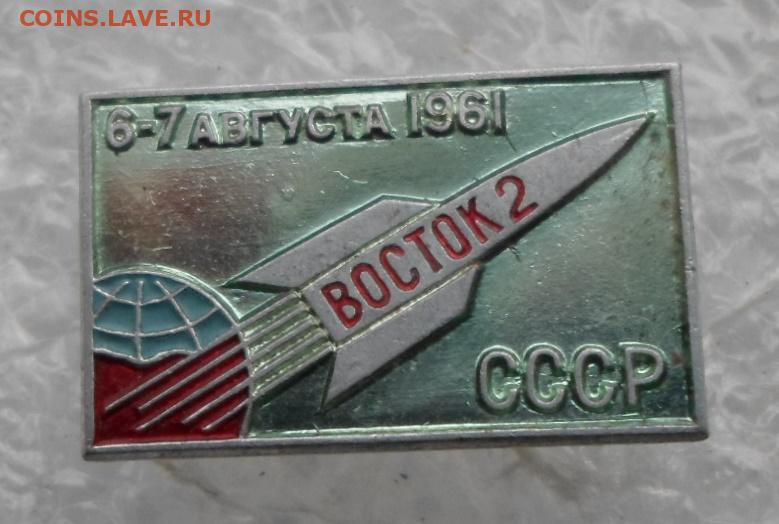 COINS.LAVE.RU
6-7 АВГУСТА 1961
ВОСТОК 2
СССР